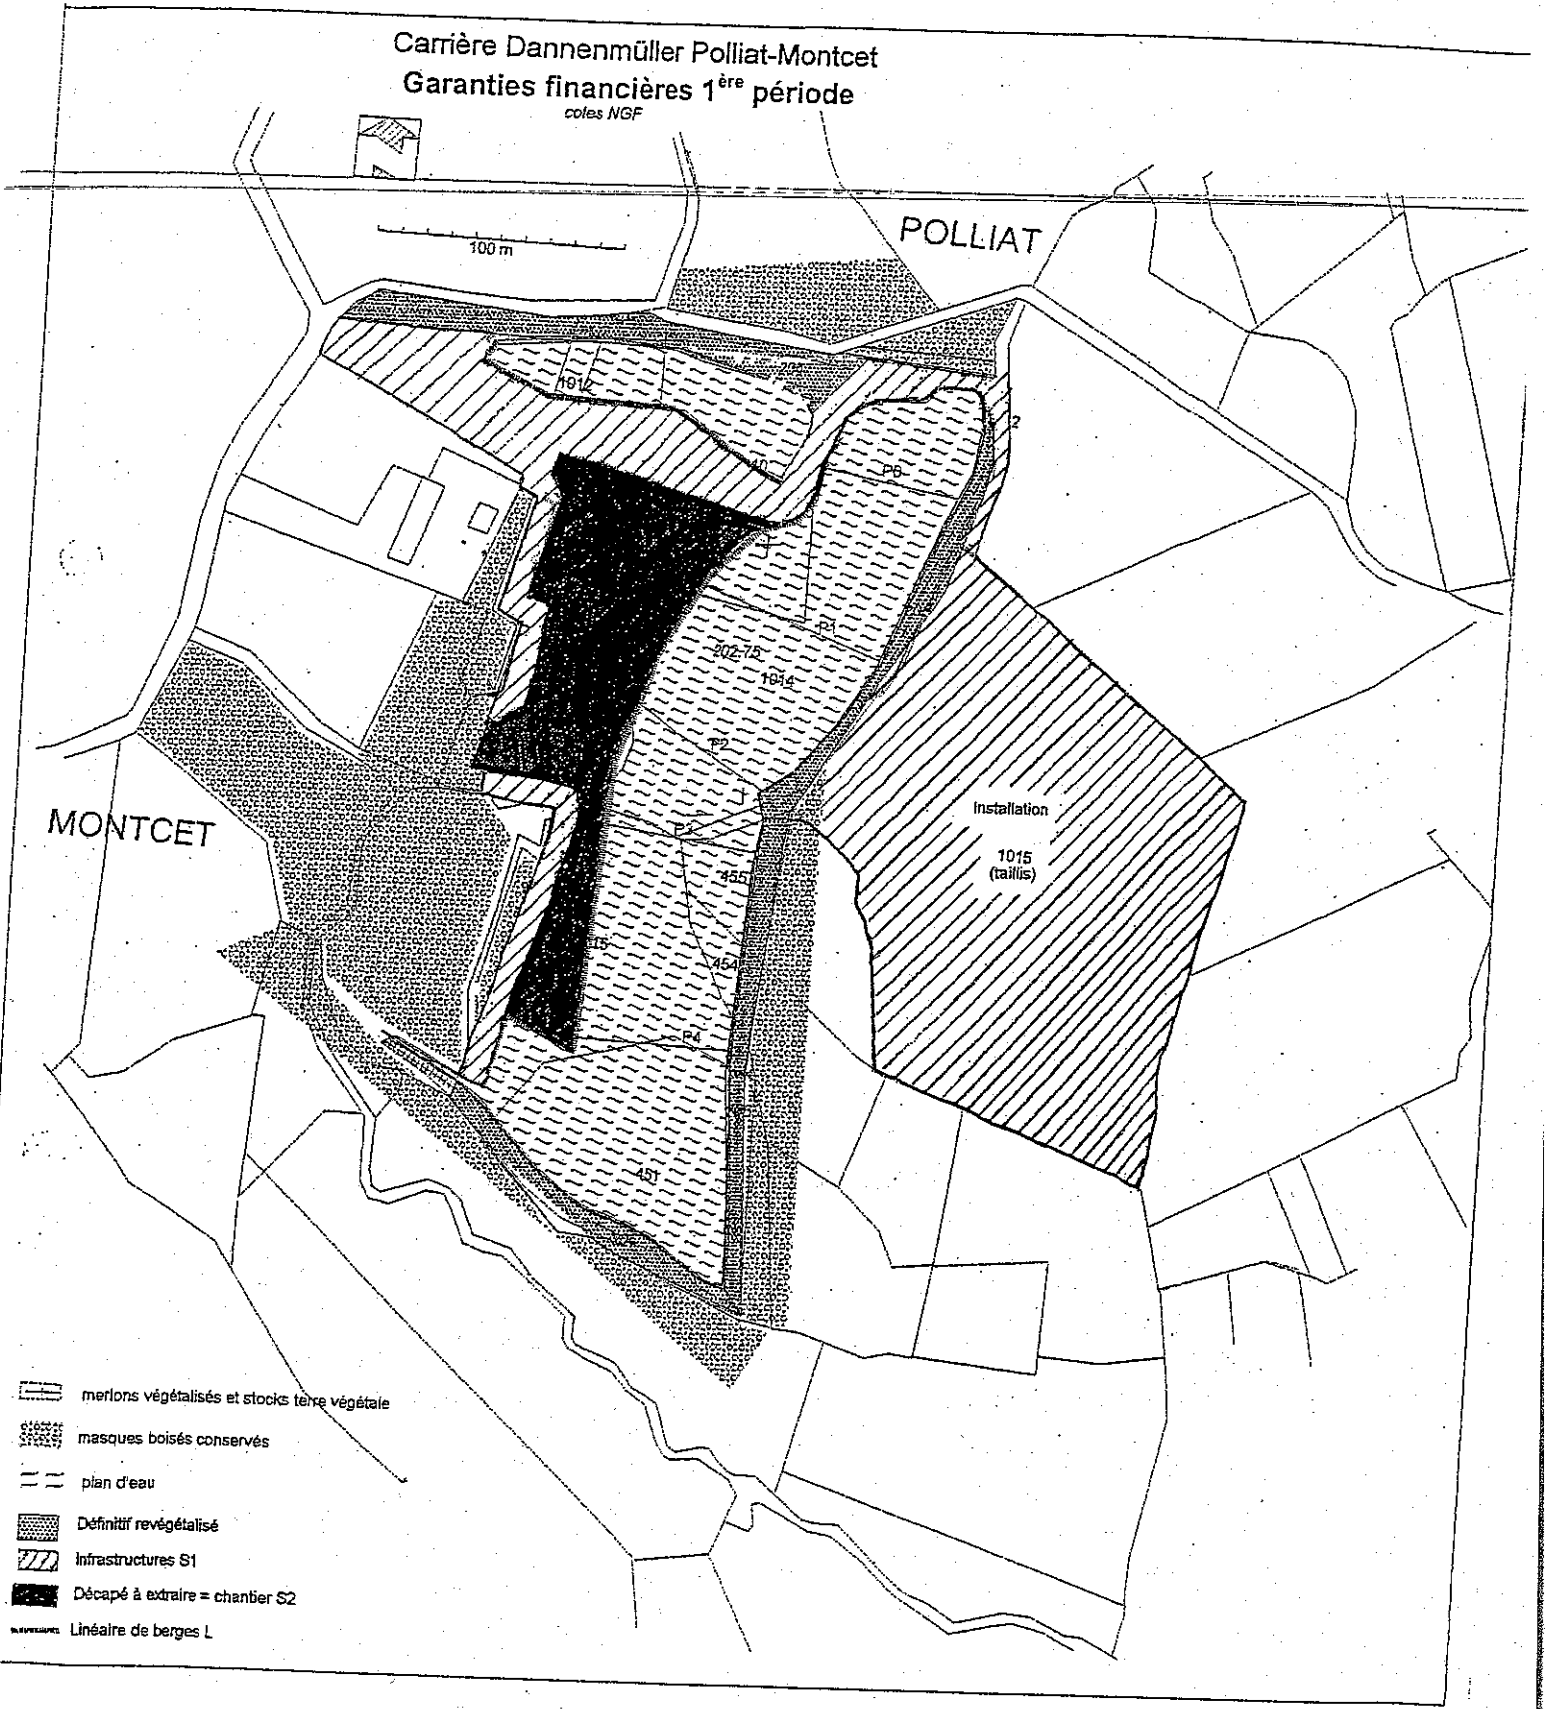 Carrière Dannenmüller Polliat-Montcet
Garanties financières 1ère période
cotes NGF
POLLIAT
100 m
1012
P0
P1
202.75
1014
P2
P3
455
454
P4
451
Installation
1015
(taillis)
MONTCET
merlons végétalisés et stocks terre végétale
masques boisés conservés
plan d'eau
Définitif revégétalisé
Infrastructures S1
Décapé à extraire = chantier S2
Linéaire de berges L